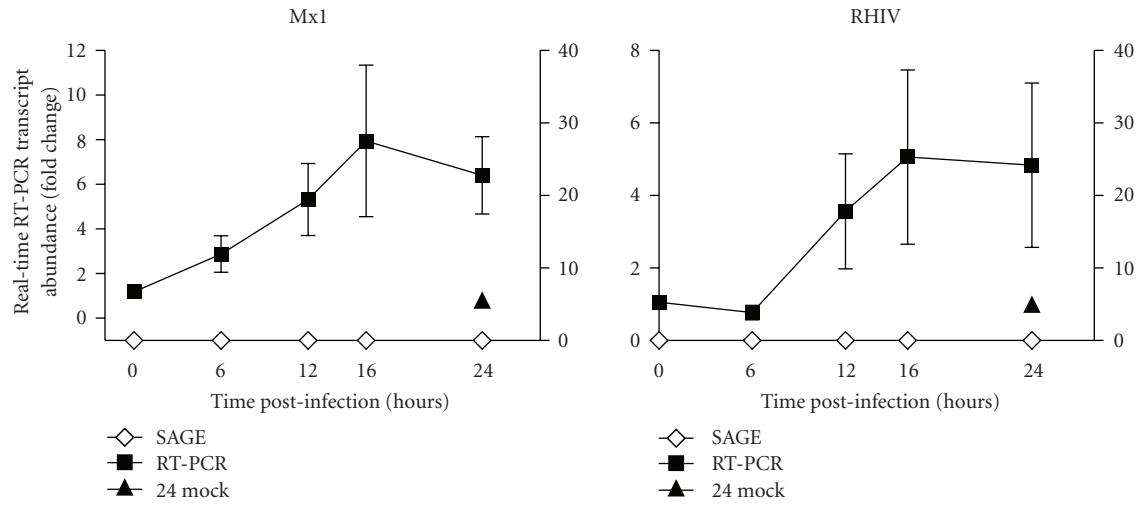 Mx1
Real-time RT-PCR transcript
abundance (fold change)
12
10
8
6
4
2
0
40
30
20
10
0
0 6 12 16 24
Time post-infection (hours)
SAGE
RT-PCR
24 mock
RHIV
8
6
4
2
0
40
30
20
10
0
0 6 12 16 24
Time post-infection (hours)
SAGE
RT-PCR
24 mock